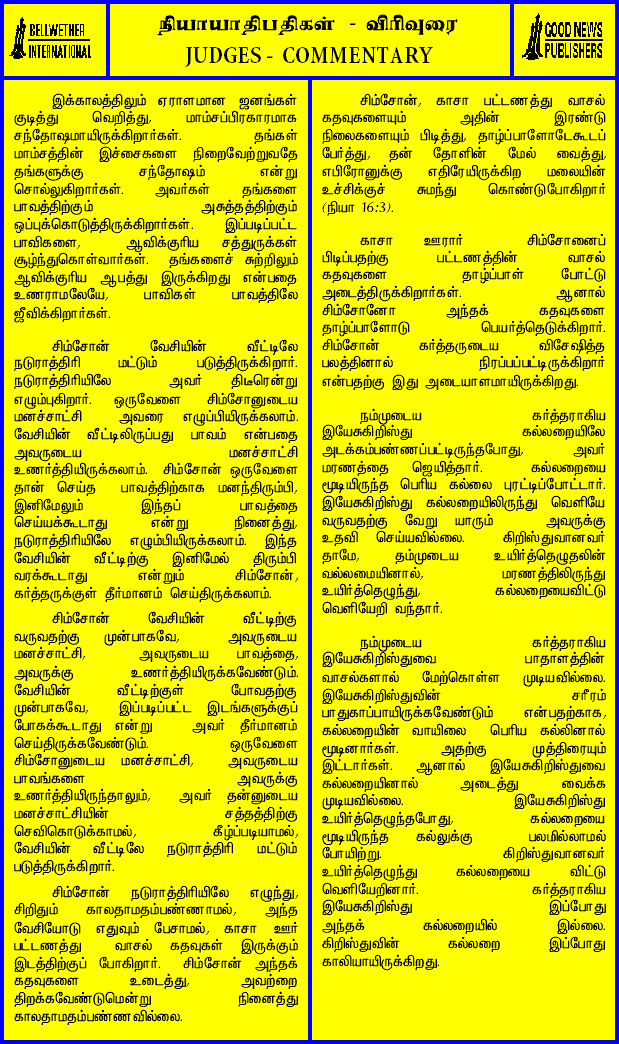 BELLWETHER
INTERNATIONAL
நியாயாதிபதிகள் - விரிவுரை
JUDGES - COMMENTARY
GOOD NEWS
PUBLISHERS
இக்காலத்திலும் ஏராளமான ஜனங்கள்
குடித்து வெறித்து, மாம்சப்பிரகாரமாக
சந்தோஷமாயிருக்கிறார்கள். தங்கள்
மாம்சத்தின் இச்சைகளை நிறைவேற்றுவதே
தங்களுக்கு சந்தோஷம் என்று
சொல்லுகிறார்கள். அவர்கள் தங்களை
பாவத்திற்கும் அசுத்தத்திற்கும்
ஒப்புக்கொடுத்திருக்கிறார்கள். இப்படிப்பட்ட
பாவிகளை, ஆவிக்குரிய சத்துருக்கள்
சூழ்ந்துகொள்வார்கள். தங்களைச் சுற்றிலும்
ஆவிக்குரிய ஆபத்து இருக்கிறது என்பதை
உணராமலேயே, பாவிகள் பாவத்திலே
ஜீவிக்கிறார்கள்.
சிம்சோன் வேசியின் வீட்டிலே
நடுராத்திரி மட்டும் படுத்திருக்கிறார்.
நடுராத்திரியிலே அவர் திடீரென்று
எழும்புகிறார். ஒருவேளை சிம்சோனுடைய
மனச்சாட்சி அவரை எழுப்பியிருக்கலாம்.
வேசியின் வீட்டிலிருப்பது பாவம் என்பதை
அவருடைய மனச்சாட்சி
உணர்த்தியிருக்கலாம். சிம்சோன் ஒருவேளை
தான் செய்த பாவத்திற்காக மனந்திரும்பி,
இனிமேலும் இந்தப் பாவத்தை
செய்யக்கூடாது என்று நினைத்து,
நடுராத்திரியிலே எழும்பியிருக்கலாம். இந்த
வேசியின் வீட்டிற்கு இனிமேல் திரும்பி
வரக்கூடாது என்றும் சிம்சோன்,
கர்த்தருக்குள் தீர்மானம் செய்திருக்கலாம்.
சிம்சோன் வேசியின் வீட்டிற்கு
வருவதற்கு முன்பாகவே, அவருடைய
மனச்சாட்சி, அவருடைய பாவத்தை,
அவருக்கு உணர்த்தியிருக்கவேண்டும்.
வேசியின் வீட்டிற்குள் போவதற்கு
முன்பாகவே, இப்படிப்பட்ட இடங்களுக்குப்
போகக்கூடாது என்று அவர் தீர்மானம்
செய்திருக்கவேண்டும். ஒருவேளை
சிம்சோனுடைய மனச்சாட்சி, அவருடைய
பாவங்களை அவருக்கு
உணர்த்தியிருந்தாலும், அவர் தன்னுடைய
மனச்சாட்சியின் சத்தத்திற்கு
செவிகொடுக்காமல், கீழ்ப்படியாமல்,
வேசியின் வீட்டிலே நடுராத்திரி மட்டும்
படுத்திருக்கிறார்.
சிம்சோன் நடுராத்திரியிலே எழுந்து,
சிறிதும் காலதாமதம்பண்ணாமல், அந்த
வேசியோடு எதுவும் பேசாமல், காசா ஊர்
பட்டணத்து வாசல் கதவுகள் இருக்கும்
இடத்திற்குப் போகிறார். சிம்சோன் அந்தக்
கதவுகளை உடைத்து, அவற்றை
திறக்கவேண்டுமென்று நினைத்து
காலதாமதம்பண்ணவில்லை.
சிம்சோன், காசா பட்டணத்து வாசல்
கதவுகளையும் அதின் இரண்டு
நிலைகளையும் பிடித்து, தாழ்ப்பாளோடேகூடப்
பேர்த்து, தன் தோளின் மேல் வைத்து,
எபிரோனுக்கு எதிரேயிருக்கிற மலையின்
உச்சிக்குச் சுமந்து கொண்டுபோகிறார்
(நியா 16:3).
காசா ஊரார் சிம்சோனைப்
பிடிப்பதற்கு பட்டணத்தின் வாசல்
கதவுகளை தாழ்ப்பாள் போட்டு
அடைத்திருக்கிறார்கள். ஆனால்
சிம்சோனோ அந்தக் கதவுகளை
தாழ்ப்பாளோடு பெயர்த்தெடுக்கிறார்.
சிம்சோன் கர்த்தருடைய விசேஷித்த
பலத்தினால் நிரப்பப்பட்டிருக்கிறார்
என்பதற்கு இது அடையாளமாயிருக்கிறது.
நம்முடைய கர்த்தராகிய
இயேசுகிறிஸ்து கல்லறையிலே
அடக்கம்பண்ணப்பட்டிருந்தபோது, அவர்
மரணத்தை ஜெயித்தார். கல்லறையை
மூடியிருந்த பெரிய கல்லை புரட்டிப்போட்டார்.
இயேசுகிறிஸ்து கல்லறையிலிருந்து வெளியே
வருவதற்கு வேறு யாரும் அவருக்கு
உதவி செய்யவில்லை. கிறிஸ்துவானவர்
தாமே, தம்முடைய உயிர்த்தெழுதலின்
வல்லமையினால், மரணத்திலிருந்து
உயிர்த்தெழுந்து, கல்லறையைவிட்டு
வெளியேறி வந்தார்.
நம்முடைய கர்த்தராகிய
இயேசுகிறிஸ்துவை பாதாளத்தின்
வாசல்களால் மேற்கொள்ள முடியவில்லை.
இயேசுகிறிஸ்துவின் சரீரம்
பாதுகாப்பாயிருக்கவேண்டும் என்பதற்காக,
கல்லறையின் வாயிலை பெரிய கல்லினால்
மூடினார்கள். அதற்கு முத்திரையும்
இட்டார்கள். ஆனால் இயேசுகிறிஸ்துவை
கல்லறையினால் அடைத்து வைக்க
முடியவில்லை. இயேசுகிறிஸ்து
உயிர்த்தெழுந்தபோது, கல்லறையை
மூடியிருந்த கல்லுக்கு பலமில்லாமல்
போயிற்று. கிறிஸ்துவானவர்
உயிர்த்தெழுந்து கல்லறையை விட்டு
வெளியேறினார். கர்த்தராகிய
இயேசுகிறிஸ்து இப்போது
அந்தக் கல்லறையில் இல்லை.
கிறிஸ்துவின் கல்லறை இப்போது
காலியாயிருக்கிறது.